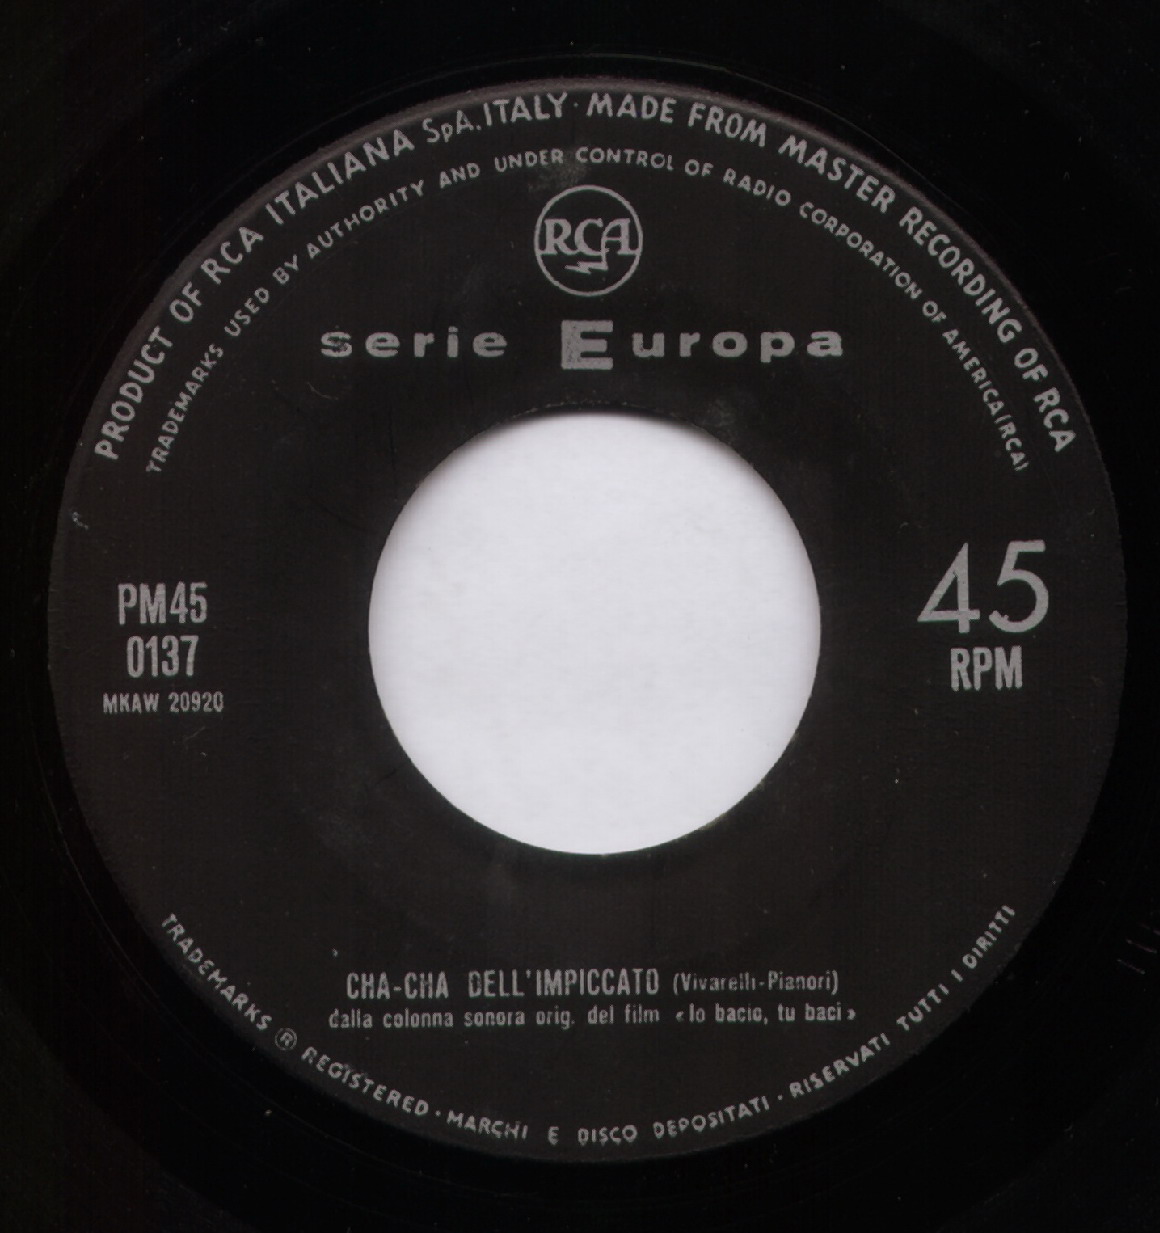 PRODUCT OF RCA ITALIANA SpA. ITALY · MADE FROM MASTER RECORDING OF RCA
TRADEMARKS USED BY AUTHORITY AND UNDER CONTROL OF RADIO CORPORATION OF AMERICA (RCA)
RCA
serie Europa
PM45
0137
MKAW 20920
45
RPM
CHA-CHA DELL'IMPICCATO (Vivarelli-Pianori)
dalla colonna sonora orig. del film «Io bacio, tu baci»
TRADEMARKS ® REGISTERED · MARCHI E DISCO DEPOSITATI · RISERVATI TUTTI I DIRITTI